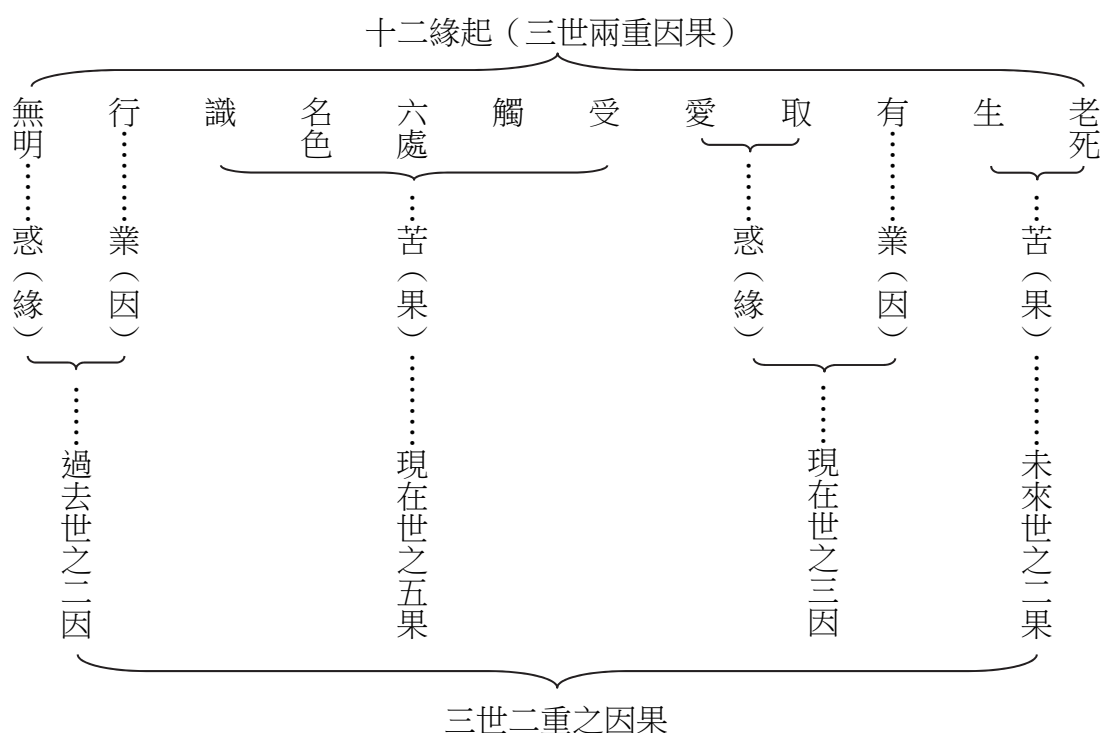 十二緣起（三世兩重因果）
無明
行
識
名色
六處
觸
受
愛
取
有
生
老死
惑（緣）
業（因）
苦（果）
惑（緣）
業（因）
苦（果）
過去世之二因
現在世之五果
現在世之三因
未來世之二果
三世二重之因果